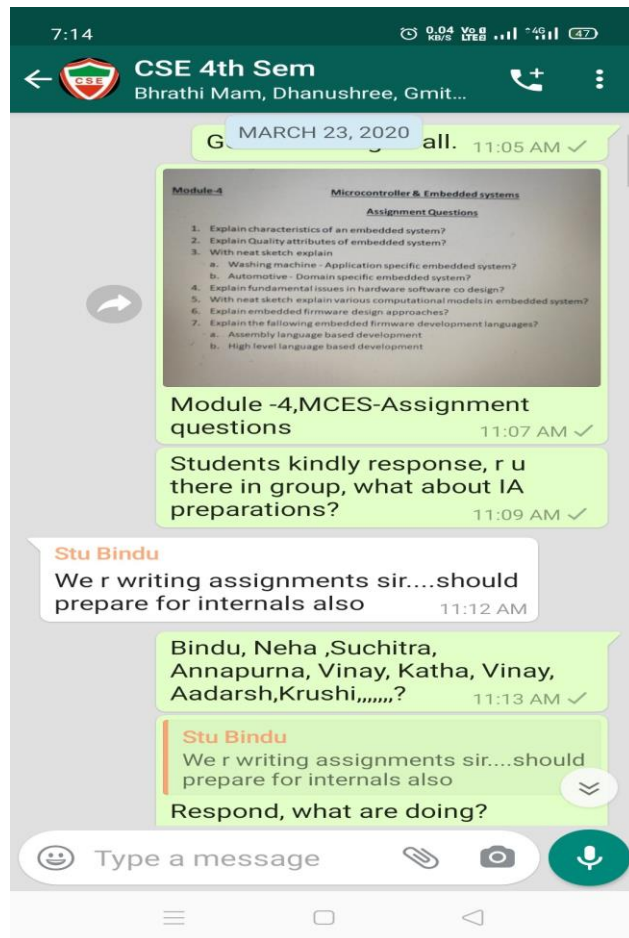 7:14
0.04 KB/S VoLTE 4G 47
CSE
CSE 4th Sem
Bhrathi Mam, Dhanushree, Gmit...
MARCH 23, 2020
all. 11:05 AM
Module-4 Microcontroller & Embedded systems
Assignment Questions
1. Explain characteristics of an embedded system?
2. Explain Quality attributes of embedded system?
3. With neat sketch explain
a. Washing machine - Application specific embedded system?
b. Automotive - Domain specific embedded system?
4. Explain fundamental issues in hardware software co design?
5. With neat sketch explain various computational models in embedded system?
6. Explain embedded firmware design approaches?
7. Explain the fallowing embedded firmware development languages?
a. Assembly language based development
b. High level language based development
Module -4,MCES-Assignment
questions 11:07 AM
Students kindly response, r u
there in group, what about IA
preparations? 11:09 AM
Stu Bindu
We r writing assignments sir....should
prepare for internals also 11:12 AM
Bindu, Neha ,Suchitra,
Annapurna, Vinay, Katha, Vinay,
Aadarsh,Krushi,,,,,,,? 11:13 AM
Stu Bindu
We r writing assignments sir....should
prepare for internals also
Respond, what are doing?
Type a message